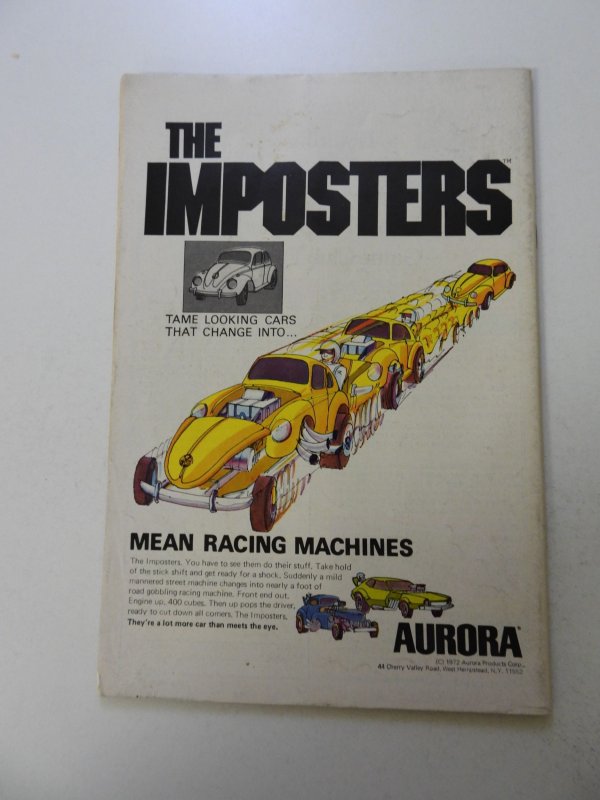 THE
IMPOSTERS™
TAME LOOKING CARS
THAT CHANGE INTO...
MEAN RACING MACHINES
The Imposters. You have to see them do their stuff. Take hold
of the stick shift and get ready for a shock. Suddenly a mild
mannered street machine changes into nearly a foot of
road gobbling racing machine. Front end out.
Engine up, 400 cubes. Then up pops the driver,
ready to cut down all corners. The Imposters.
They're a lot more car than meets the eye.
AURORA®
(C) 1972 Aurora Products Corp.,
44 Cherry Valley Road, West Hempstead, N.Y. 11552